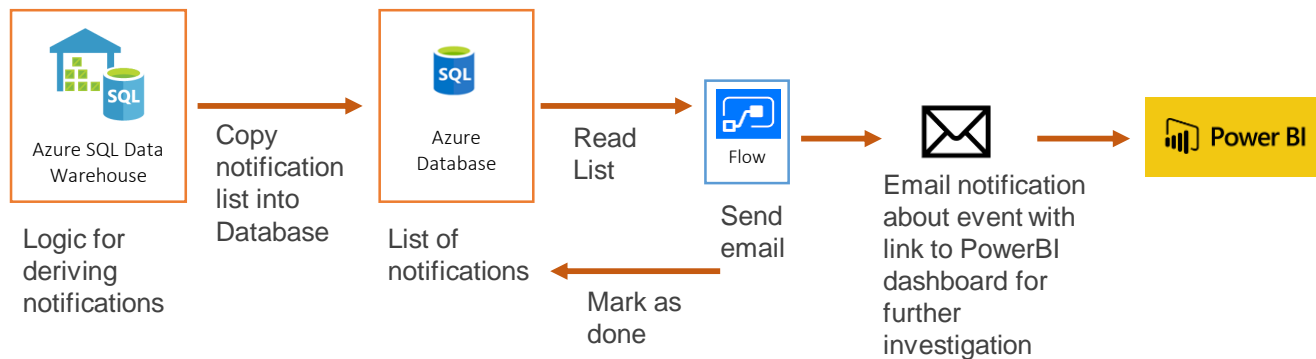 SQL
Azure SQL Data
Warehouse
Logic for
deriving
notifications
Copy
notification
list into
Database
SQL
Azure
Database
List of
notifications
Read
List
Mark as
done
Flow
Send
email
Email notification
about event with
link to PowerBI
dashboard for
further
investigation
Power BI